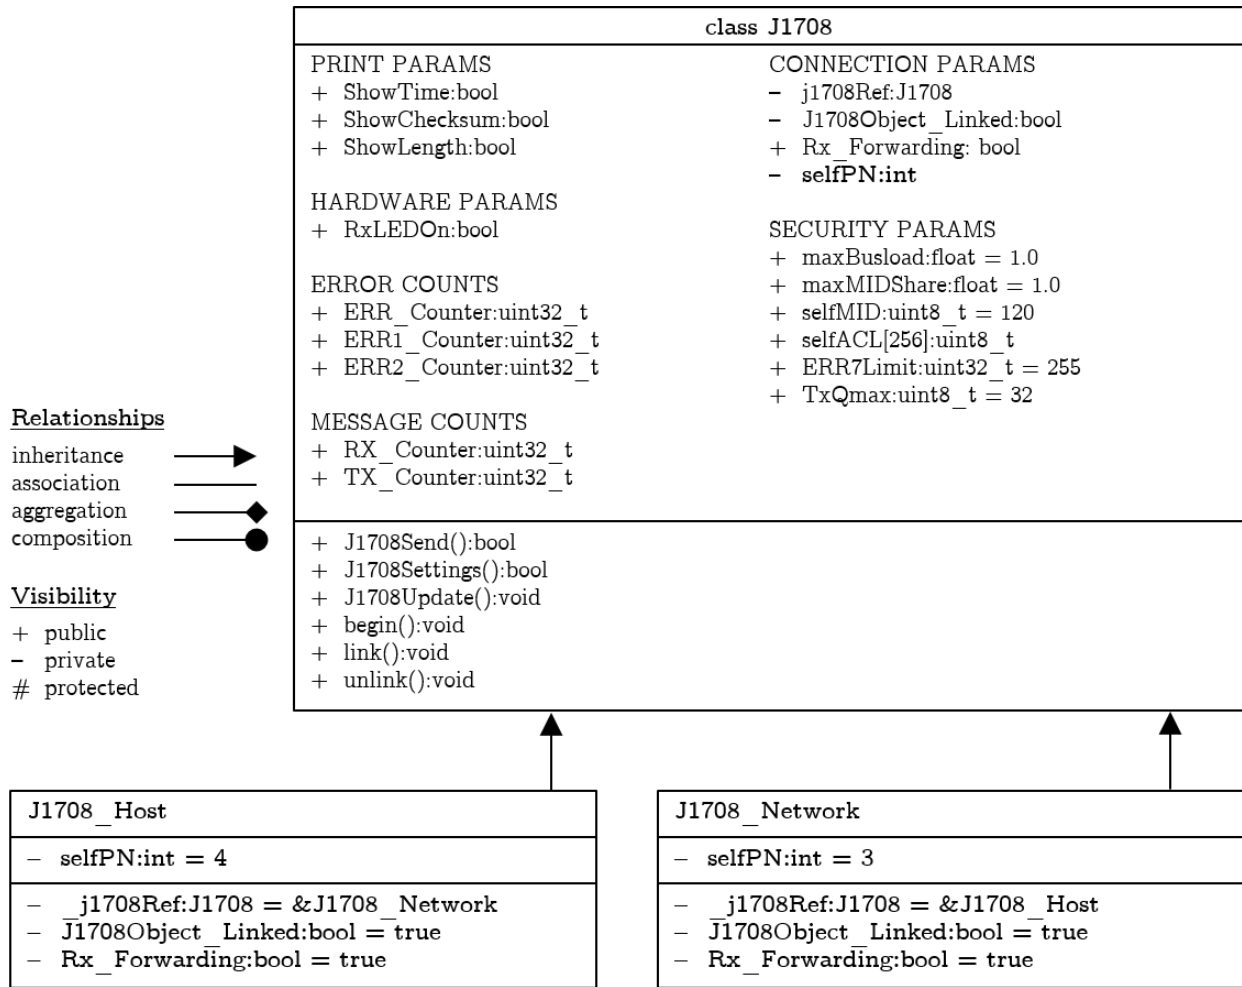 class J1708
PRINT PARAMS
+ ShowTime:bool
+ ShowChecksum:bool
+ ShowLength:bool
HARDWARE PARAMS
+ RxLEDOn:bool
ERROR COUNTS
+ ERR_Counter:uint32_t
+ ERR1_Counter:uint32_t
+ ERR2_Counter:uint32_t
MESSAGE COUNTS
+ RX_Counter:uint32_t
+ TX_Counter:uint32_t
CONNECTION PARAMS
– j1708Ref:J1708
– J1708Object_Linked:bool
+ Rx_Forwarding: bool
– selfPN:int
SECURITY PARAMS
+ maxBusload:float = 1.0
+ maxMIDShare:float = 1.0
+ selfMID:uint8_t = 120
+ selfACL[256]:uint8_t
+ ERR7Limit:uint32_t = 255
+ TxQmax:uint8_t = 32
+ J1708Send():bool
+ J1708Settings():bool
+ J1708Update():void
+ begin():void
+ link():void
+ unlink():void
Relationships
inheritance
association
aggregation
composition
Visibility
+ public
– private
# protected
J1708_Host
– selfPN:int = 4
– _j1708Ref:J1708 = &J1708_Network
– J1708Object_Linked:bool = true
– Rx_Forwarding:bool = true
J1708_Network
– selfPN:int = 3
– _j1708Ref:J1708 = &J1708_Host
– J1708Object_Linked:bool = true
– Rx_Forwarding:bool = true